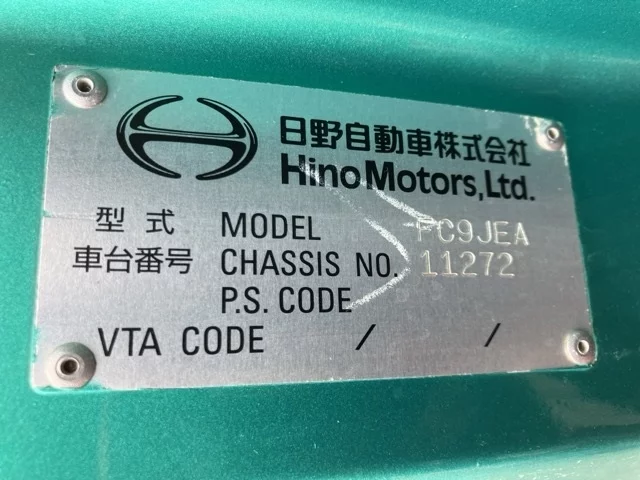 日野自動車株式会社
Hino Motors, Ltd.
型式 MODEL FC9JEA
車台番号 CHASSIS NO. 11272
P.S. CODE
VTA CODE / /